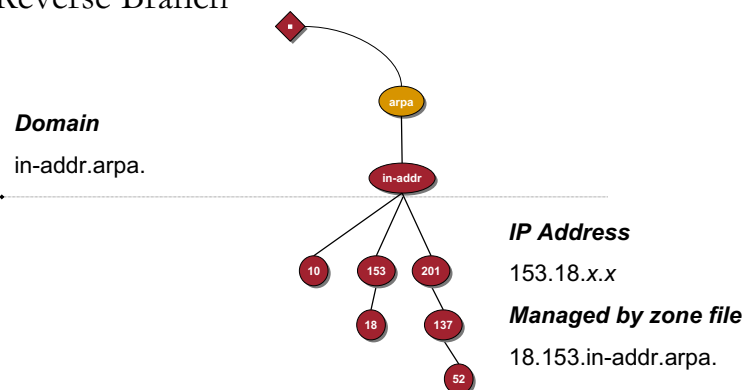 Reverse Branch
arpa
Domain
in-addr.arpa.
in-addr
IP Address
10
153
201
153.18.x.x
Managed by zone file
18
137
18.153.in-addr.arpa.
52